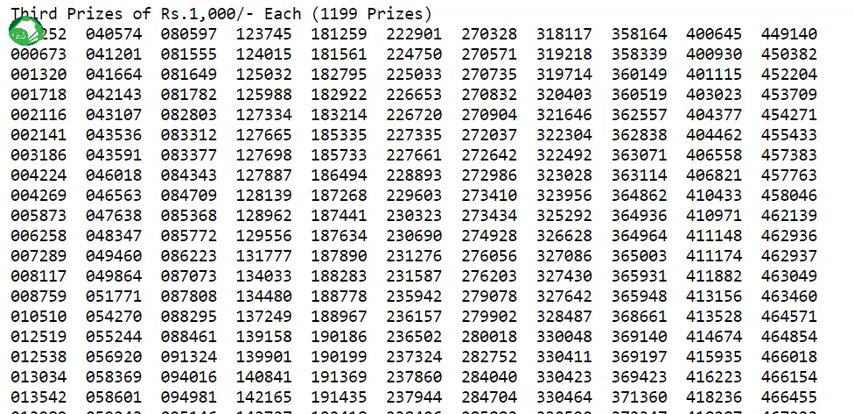 Third Prizes of Rs.1,000/- Each (1199 Prizes)
252 040574 080597 123745 181259 222901 270328 318117 358164 400645 449140
000673 041201 081555 124015 181561 224750 270571 319218 358339 400930 450382
001320 041664 081649 125032 182795 225033 270735 319714 360149 401115 452204
001718 042143 081782 125988 182922 226653 270832 320403 360519 403023 453709
002116 043107 082803 127334 183214 226720 270904 321646 362557 404377 454271
002141 043536 083312 127665 185335 227335 272037 322304 362838 404462 455433
003186 043591 083377 127698 185733 227661 272642 322492 363071 406558 457383
004224 046018 084343 127887 186494 228893 272986 323028 363114 406821 457763
004269 046563 084709 128139 187268 229603 273410 323956 364862 410433 458046
005873 047638 085368 128962 187441 230323 273434 325292 364936 410971 462139
006258 048347 085772 129556 187634 230690 274928 326628 364964 411148 462936
007289 049460 086223 131777 187890 231276 276056 327086 365003 411174 462937
008117 049864 087073 134033 188283 231587 276203 327430 365931 411882 463049
008759 051771 087808 134480 188778 235942 279078 327642 365948 413156 463460
010510 054270 088295 137249 188967 236157 279902 328487 368661 413528 464571
012519 055244 088461 139158 190186 236502 280018 330048 369140 414674 464854
012538 056920 091324 139901 190199 237324 282752 330411 369197 415935 466018
013034 058369 094016 140841 191369 237860 284040 330423 369423 416223 466154
013542 058601 094981 142165 191435 237944 284704 330464 371360 418236 466455